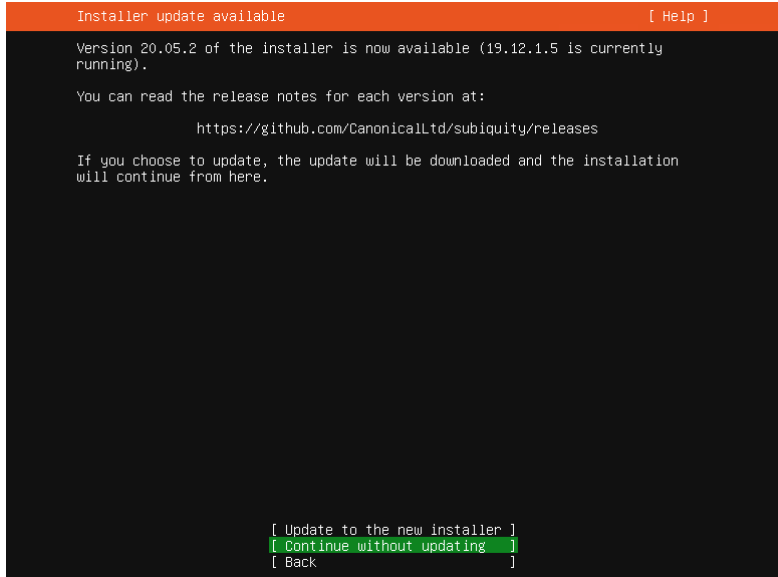 Installer update available [ Help ]
Version 20.05.2 of the installer is now available (19.12.1.5 is currently
running).
You can read the release notes for each version at:
https://github.com/CanonicalLtd/subiquity/releases
If you choose to update, the update will be downloaded and the installation
will continue from here.
[ Update to the new installer ]
[ Continue without updating ]
[ Back ]